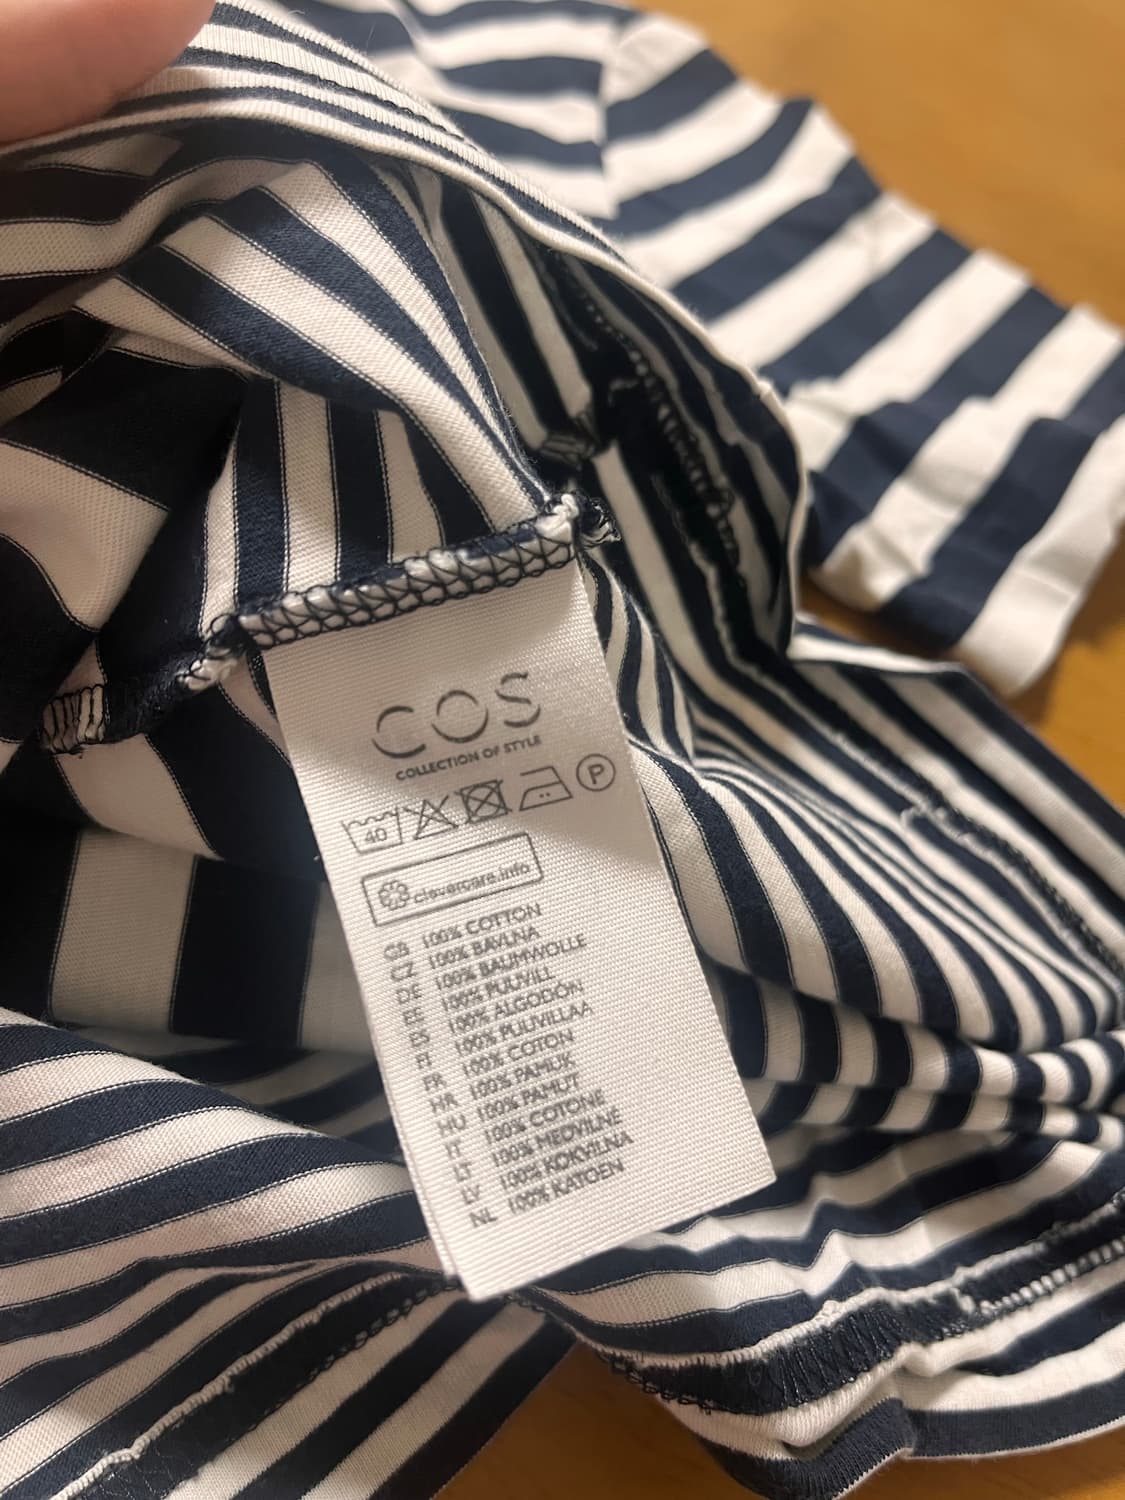 COS
COLLECTION OF STYLE
40 P
clevercare.info
GB 100% COTTON
CZ 100% BAVLNA
DE 100% BAUMWOLLE
EE 100% PUUVILL
ES 100% ALGODÓN
FI 100% PUUVILLAA
FR 100% COTON
HR 100% PAMUK
HU 100% PAMUT
IT 100% COTONE
LT 100% MEDVILNĖ
LV 100% KOKVILNA
NL 100% KATOEN